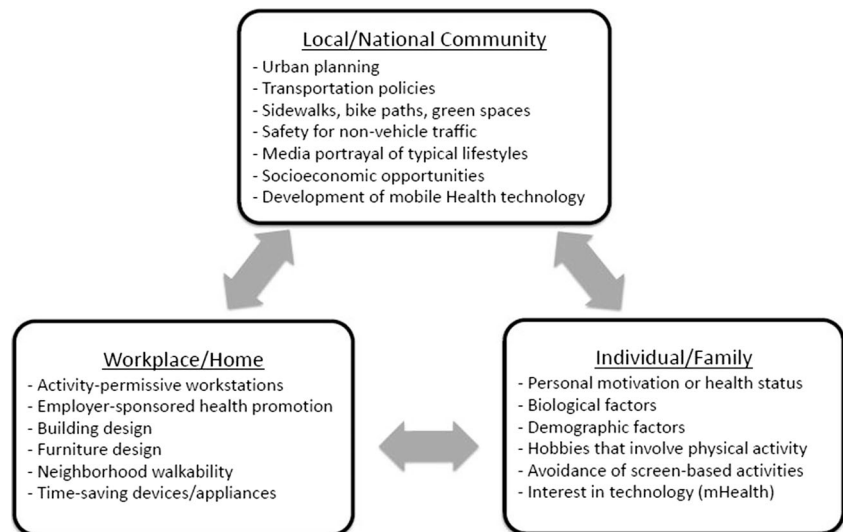 Local/National Community
- Urban planning
- Transportation policies
- Sidewalks, bike paths, green spaces
- Safety for non-vehicle traffic
- Media portrayal of typical lifestyles
- Socioeconomic opportunities
- Development of mobile Health technology
Workplace/Home
- Activity-permissive workstations
- Employer-sponsored health promotion
- Building design
- Furniture design
- Neighborhood walkability
- Time-saving devices/appliances
Individual/Family
- Personal motivation or health status
- Biological factors
- Demographic factors
- Hobbies that involve physical activity
- Avoidance of screen-based activities
- Interest in technology (mHealth)